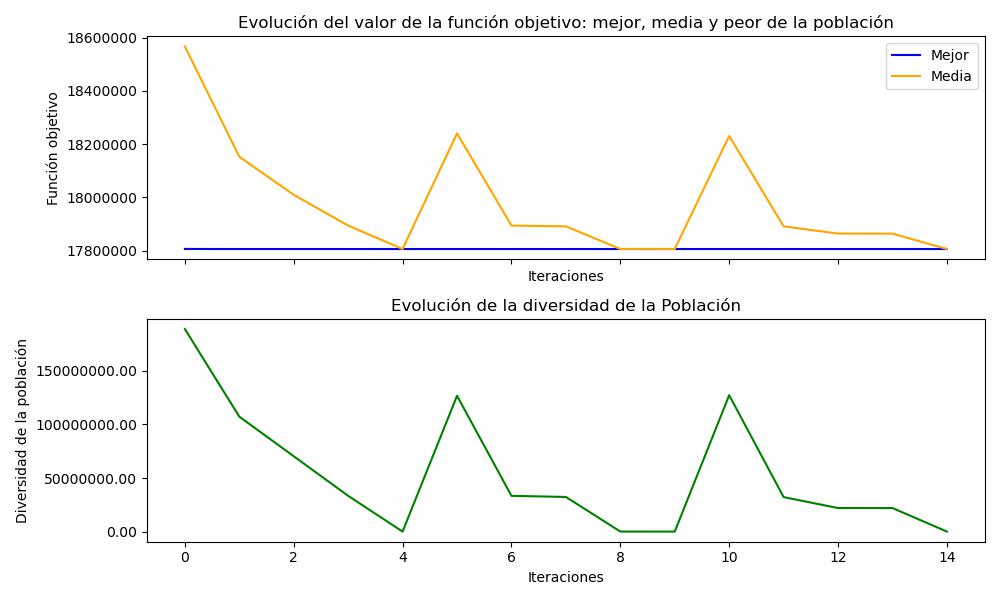 Evolución del valor de la función objetivo: mejor, media y peor de la población
18600000
18400000
18200000
18000000
17800000
Función objetivo
Mejor
Media
Iteraciones
Evolución de la diversidad de la Población
150000000.00
100000000.00
50000000.00
0.00
Diversidad de la población
0 2 4 6 8 10 12 14
Iteraciones